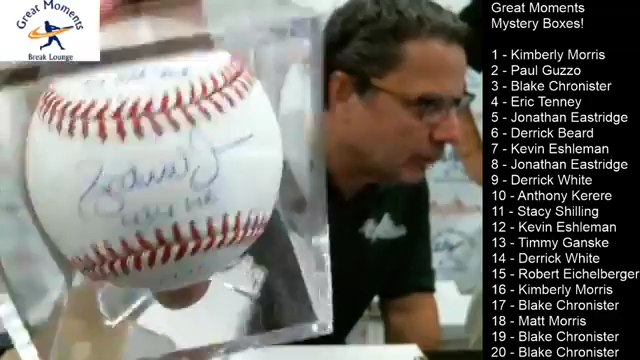 Great Moments
Break Lounge
434 HR
Great Moments
Mystery Boxes!
1 - Kimberly Morris
2 - Paul Guzzo
3 - Blake Chronister
4 - Eric Tenney
5 - Jonathan Eastridge
6 - Derrick Beard
7 - Kevin Eshleman
8 - Jonathan Eastridge
9 - Derrick White
10 - Anthony Kerere
11 - Stacy Shilling
12 - Kevin Eshleman
13 - Timmy Ganske
14 - Derrick White
15 - Robert Eichelberger
16 - Kimberly Morris
17 - Blake Chronister
18 - Matt Morris
19 - Blake Chronister
20 - Blake Chronister